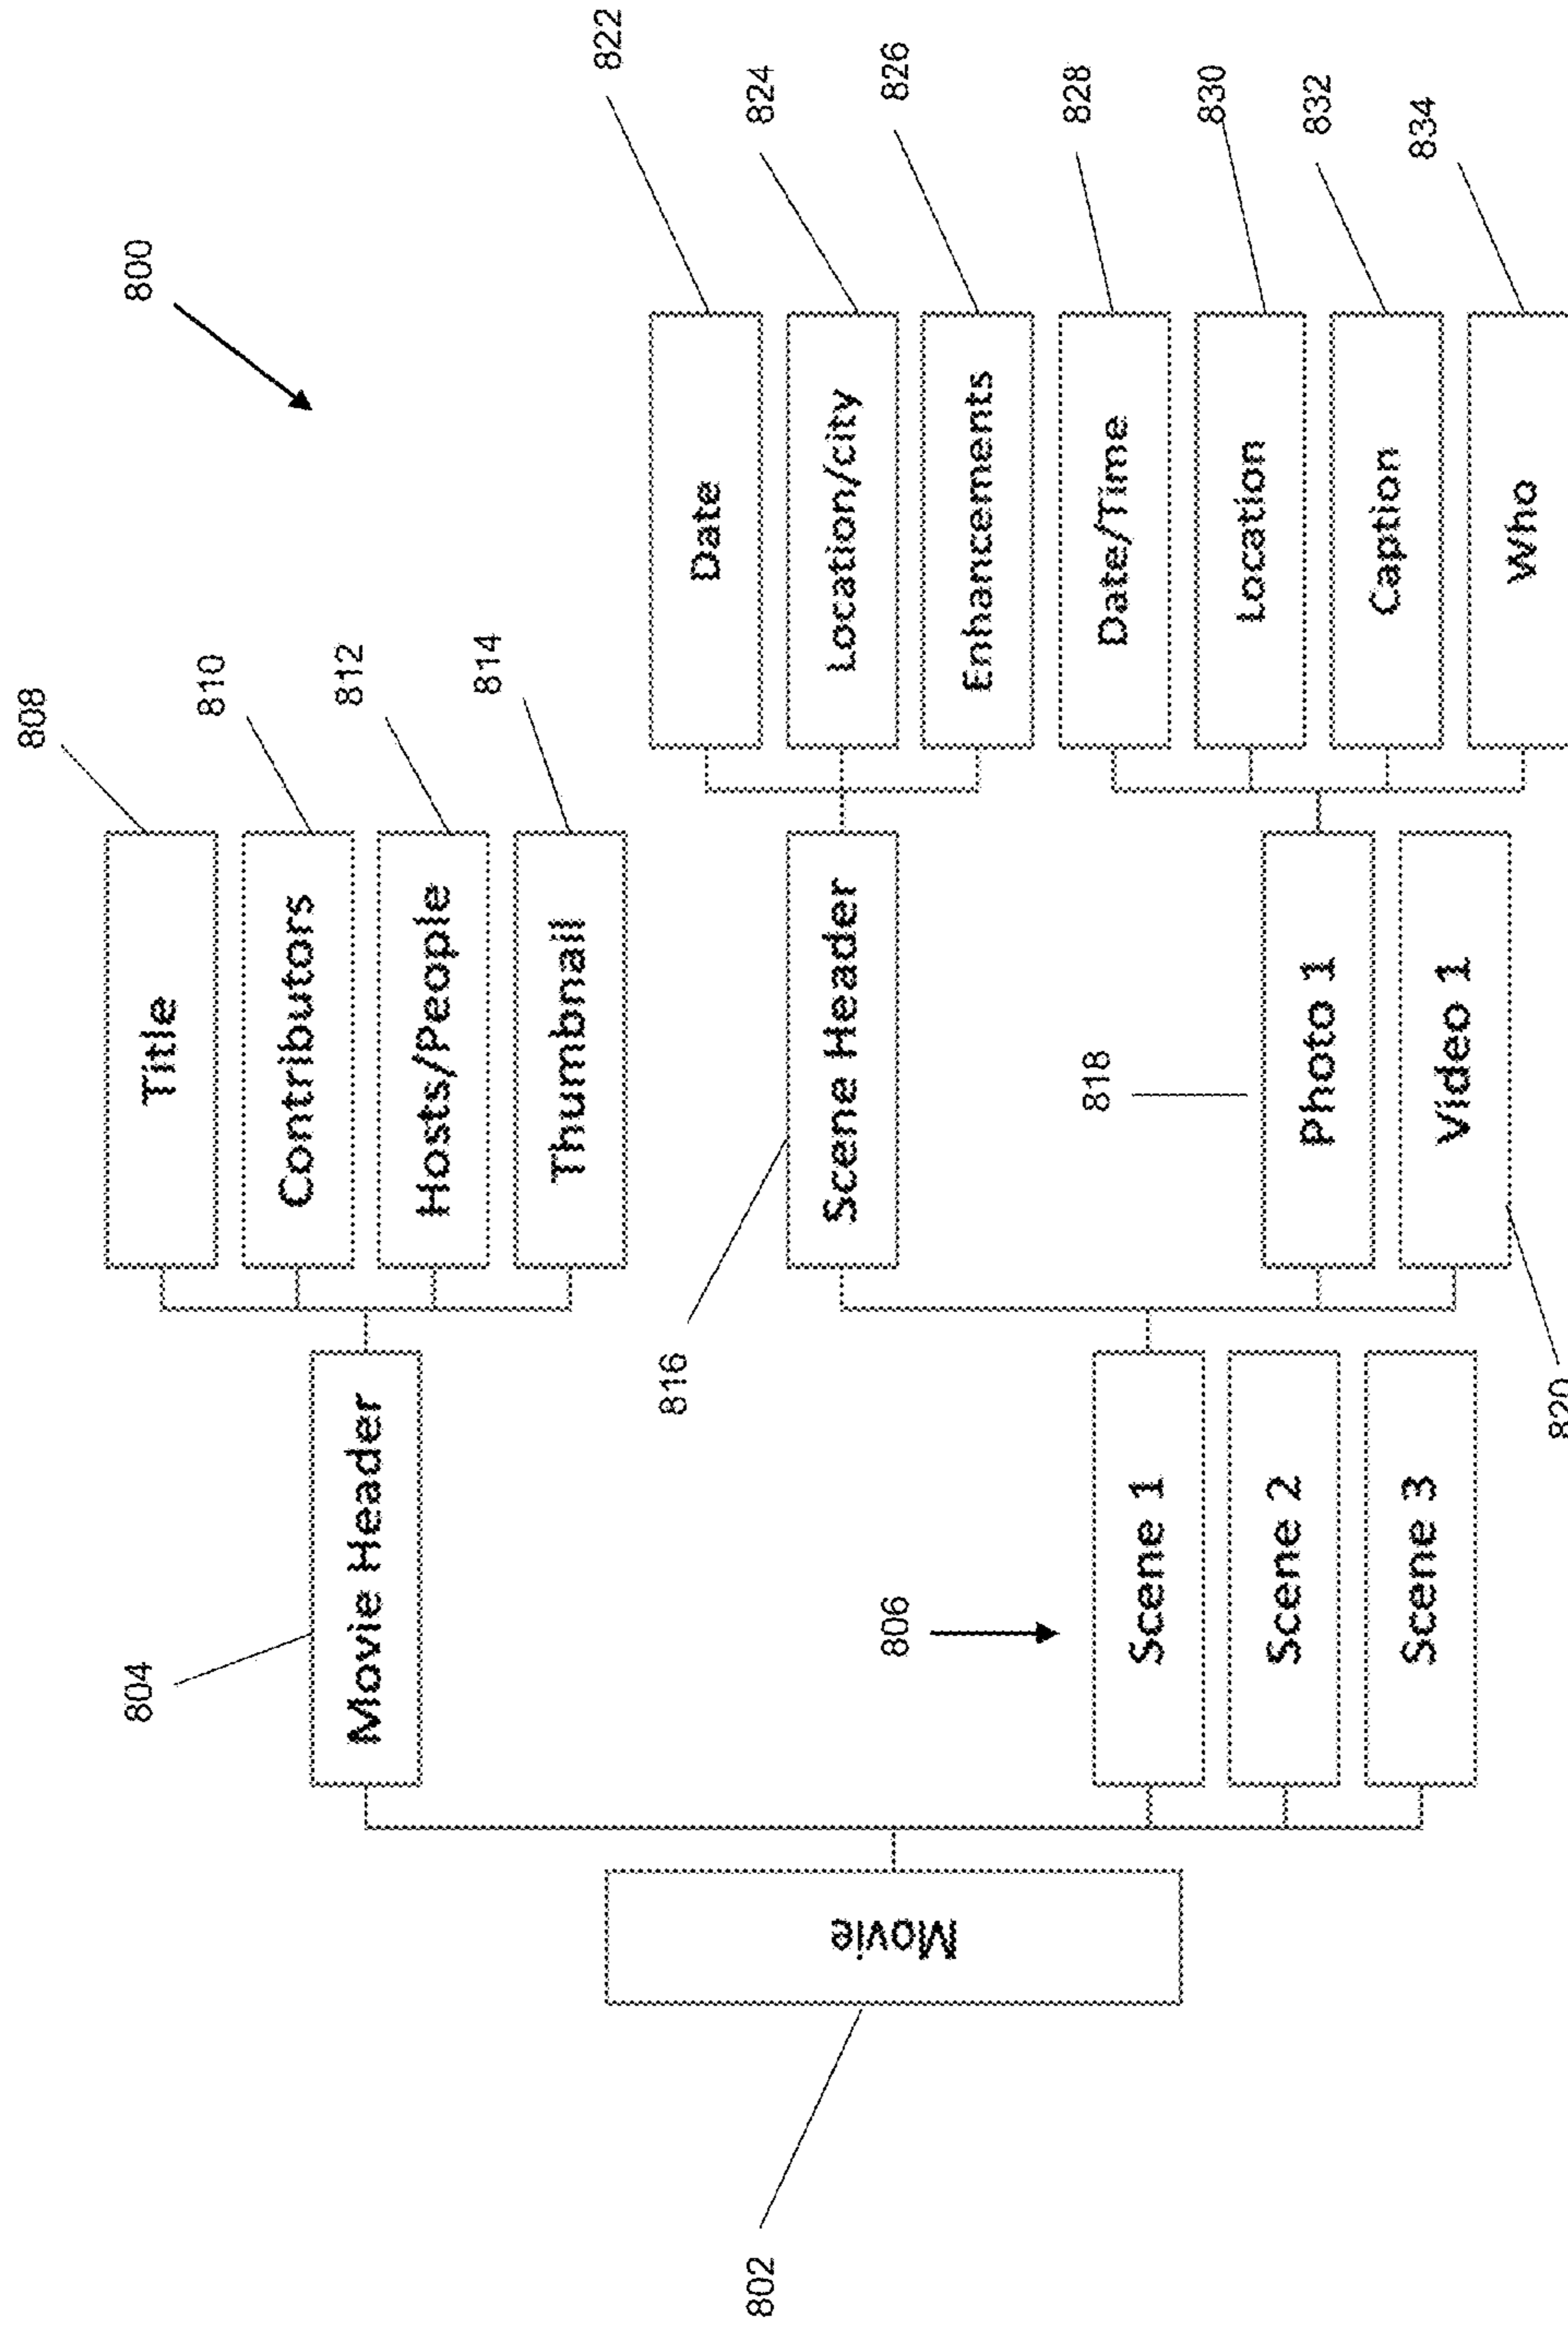 800
802
Movie
804
Movie Header
806
Scene 1
Scene 2
Scene 3
808
Title
810
Contributors
812
Hosts/People
814
Thumbnail
816
Scene Header
818
Photo 1
Video 1
820
822
Date
824
Location/city
826
Enhancements
828
Date/Time
830
Location
832
Caption
834
Who